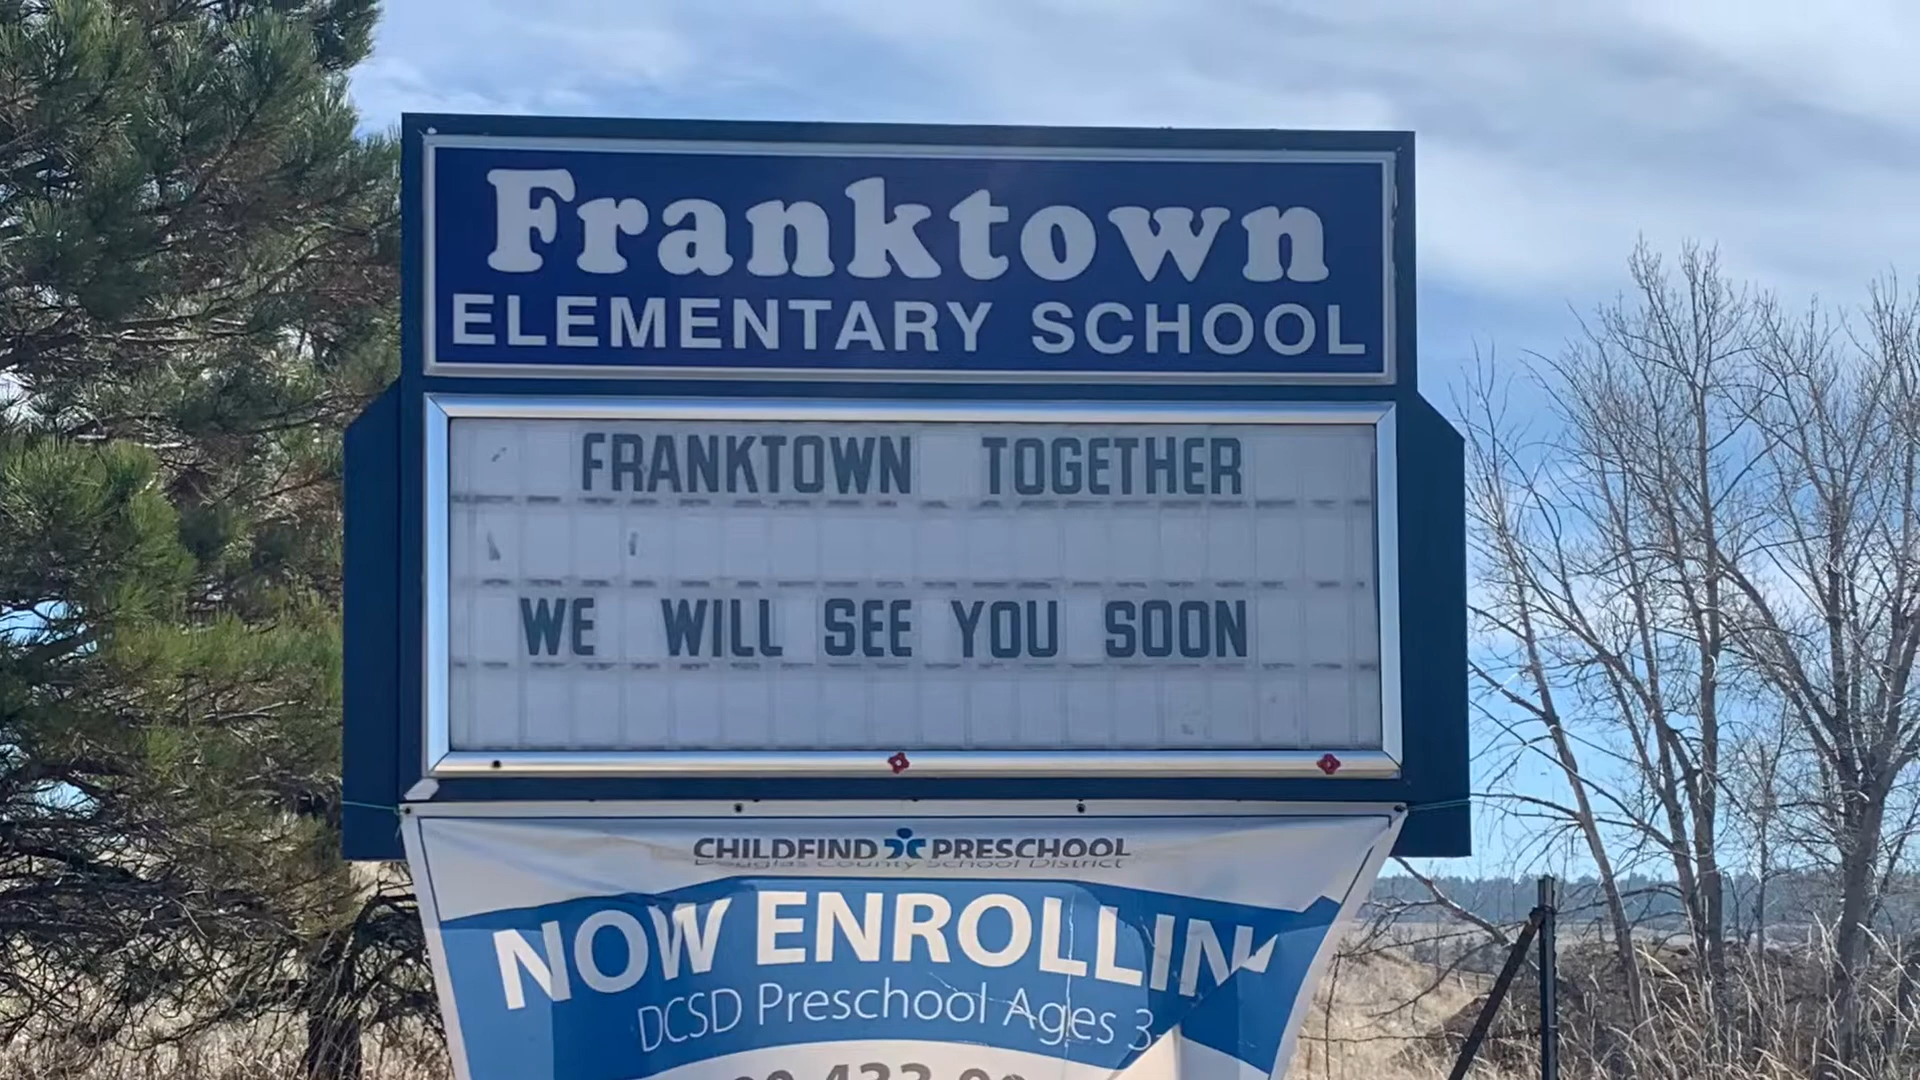 Franktown
ELEMENTARY SCHOOL
FRANKTOWN TOGETHER
WE WILL SEE YOU SOON
CHILDFIND PRESCHOOL
Douglas County School District
NOW ENROLLIN
DCSD Preschool Ages 3-